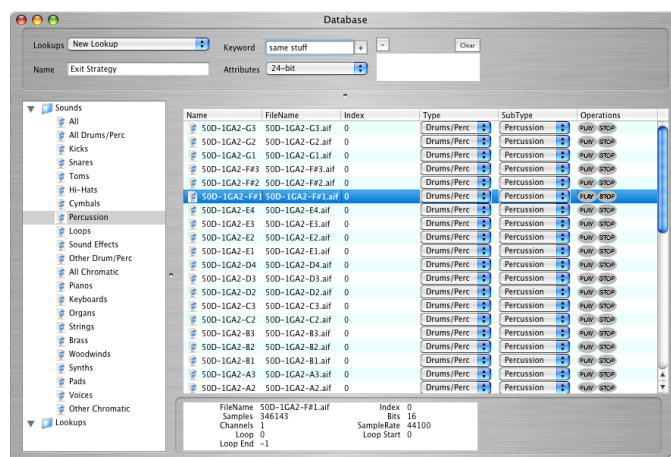 Database
Lookups New Lookup Keyword same stuff + - Clear
Name Exit Strategy Attributes 24-bit
Sounds
All
All Drums/Perc
Kicks
Snares
Toms
Hi-Hats
Cymbals
Percussion
Loops
Sound Effects
Other Drum/Perc
All Chromatic
Pianos
Keyboards
Organs
Strings
Brass
Woodwinds
Synths
Pads
Voices
Other Chromatic
Lookups
Name FileName Index Type SubType Operations
50D-1GA2-G3 50D-1GA2-G3.aif 0 Drums/Perc Percussion PLAY STOP
50D-1GA2-G2 50D-1GA2-G2.aif 0 Drums/Perc Percussion PLAY STOP
50D-1GA2-G1 50D-1GA2-G1.aif 0 Drums/Perc Percussion PLAY STOP
50D-1GA2-F#3 50D-1GA2-F#3.aif 0 Drums/Perc Percussion PLAY STOP
50D-1GA2-F#2 50D-1GA2-F#2.aif 0 Drums/Perc Percussion PLAY STOP
50D-1GA2-F#1 50D-1GA2-F#1.aif 0 Drums/Perc Percussion PLAY STOP
50D-1GA2-E4 50D-1GA2-E4.aif 0 Drums/Perc Percussion PLAY STOP
50D-1GA2-E3 50D-1GA2-E3.aif 0 Drums/Perc Percussion PLAY STOP
50D-1GA2-E2 50D-1GA2-E2.aif 0 Drums/Perc Percussion PLAY STOP
50D-1GA2-E1 50D-1GA2-E1.aif 0 Drums/Perc Percussion PLAY STOP
50D-1GA2-D4 50D-1GA2-D4.aif 0 Drums/Perc Percussion PLAY STOP
50D-1GA2-D3 50D-1GA2-D3.aif 0 Drums/Perc Percussion PLAY STOP
50D-1GA2-D2 50D-1GA2-D2.aif 0 Drums/Perc Percussion PLAY STOP
50D-1GA2-C3 50D-1GA2-C3.aif 0 Drums/Perc Percussion PLAY STOP
50D-1GA2-C2 50D-1GA2-C2.aif 0 Drums/Perc Percussion PLAY STOP
50D-1GA2-B3 50D-1GA2-B3.aif 0 Drums/Perc Percussion PLAY STOP
50D-1GA2-B2 50D-1GA2-B2.aif 0 Drums/Perc Percussion PLAY STOP
50D-1GA2-B1 50D-1GA2-B1.aif 0 Drums/Perc Percussion PLAY STOP
50D-1GA2-A3 50D-1GA2-A3.aif 0 Drums/Perc Percussion PLAY STOP
50D-1GA2-A2 50D-1GA2-A2.aif 0 Drums/Perc Percussion PLAY STOP
FileName 50D-1GA2-F#1.aif Index 0
Samples 346143 Bits 16
Channels 1 SampleRate 44100
Loop 0 Loop Start 0
Loop End -1